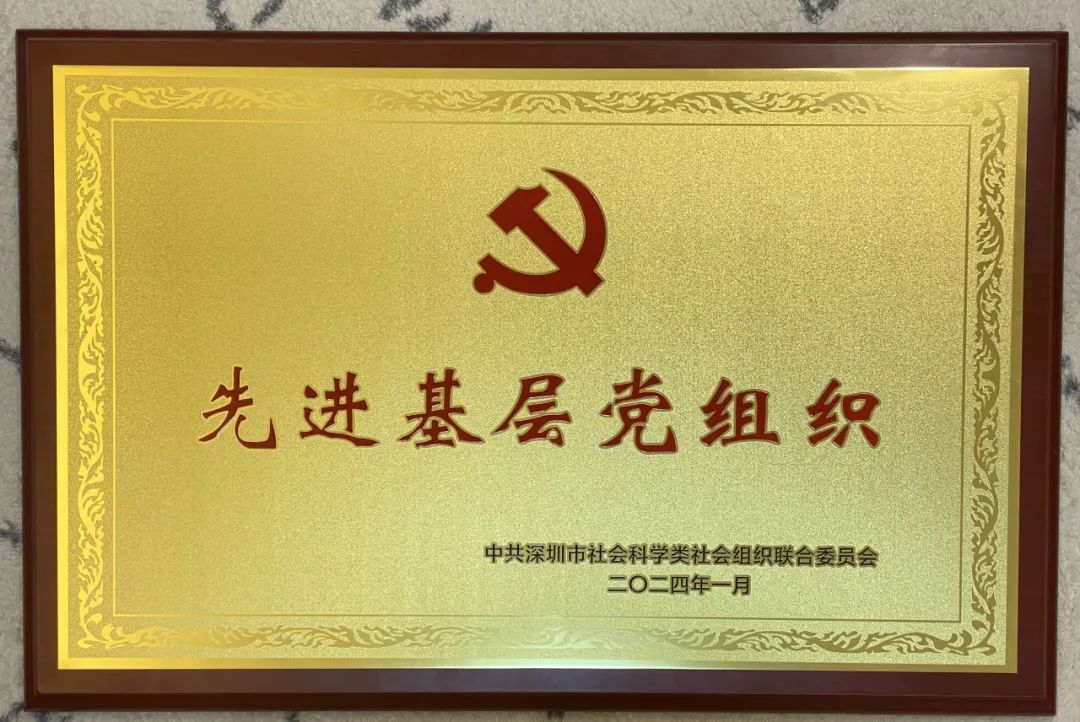 先进基层党组织
中共深圳市社会科学类社会组织联合委员会
二〇二四年一月